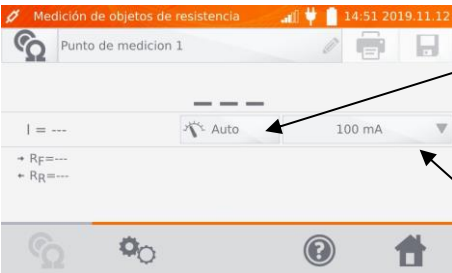 Medición de objetos de resistencia 14:51 2019.11.12
Punto de medicion 1
---
I = --- Auto 100 mA
→ RF=---
← RR=---